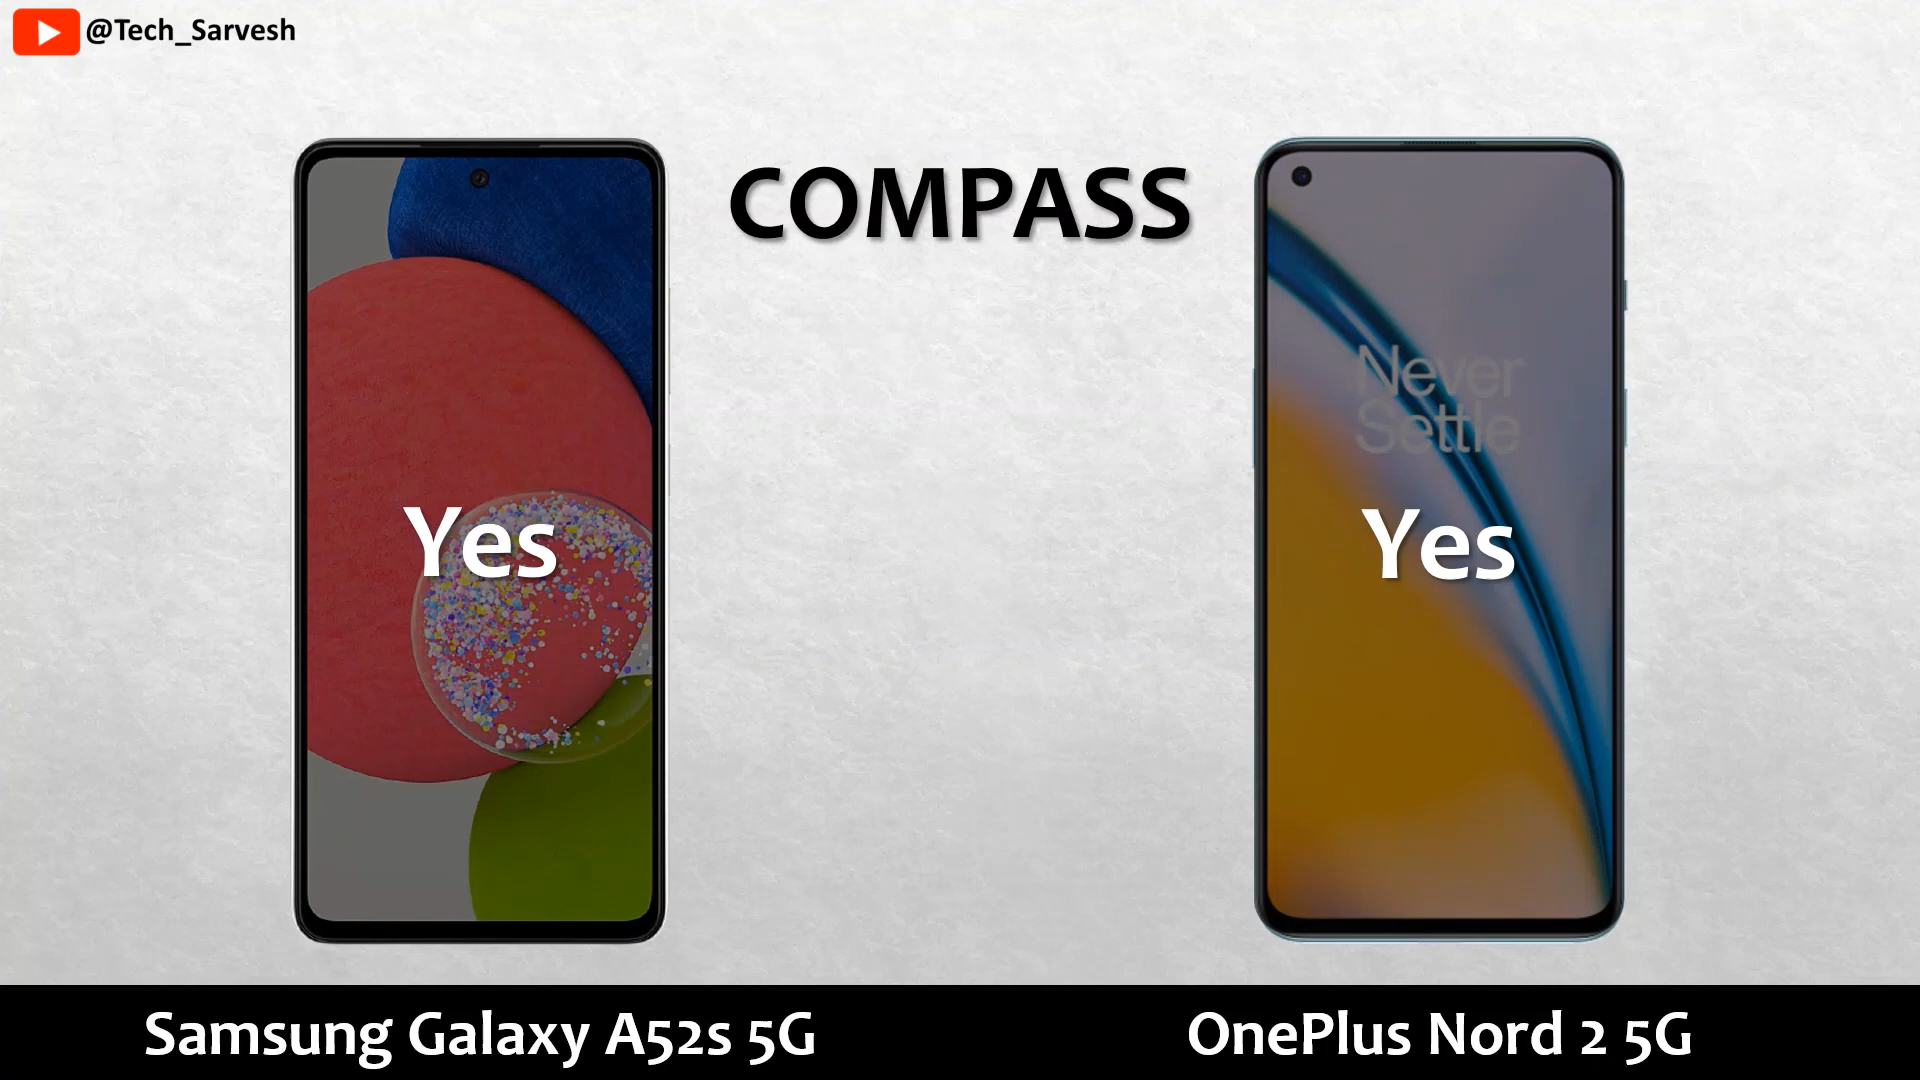 @Tech_Sarvesh
COMPASS
Never
Settle
Yes
Yes
Samsung Galaxy A52s 5G
OnePlus Nord 2 5G